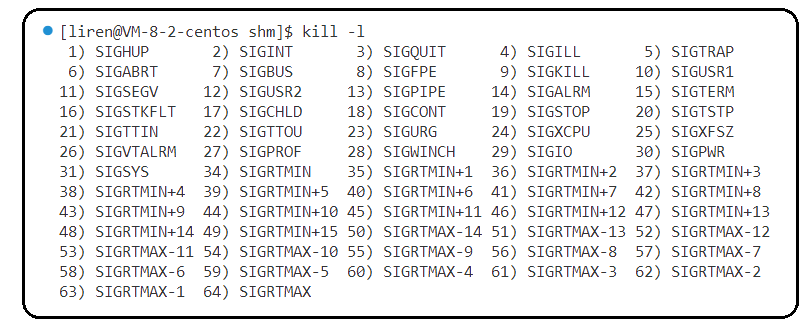 [liren@VM-8-2-centos shm]$ kill -l
1) SIGHUP 2) SIGINT 3) SIGQUIT 4) SIGILL 5) SIGTRAP
6) SIGABRT 7) SIGBUS 8) SIGFPE 9) SIGKILL 10) SIGUSR1
11) SIGSEGV 12) SIGUSR2 13) SIGPIPE 14) SIGALRM 15) SIGTERM
16) SIGSTKFLT 17) SIGCHLD 18) SIGCONT 19) SIGSTOP 20) SIGTSTP
21) SIGTTIN 22) SIGTTOU 23) SIGURG 24) SIGXCPU 25) SIGXFSZ
26) SIGVTALRM 27) SIGPROF 28) SIGWINCH 29) SIGIO 30) SIGPWR
31) SIGSYS 34) SIGRTMIN 35) SIGRTMIN+1 36) SIGRTMIN+2 37) SIGRTMIN+3
38) SIGRTMIN+4 39) SIGRTMIN+5 40) SIGRTMIN+6 41) SIGRTMIN+7 42) SIGRTMIN+8
43) SIGRTMIN+9 44) SIGRTMIN+10 45) SIGRTMIN+11 46) SIGRTMIN+12 47) SIGRTMIN+13
48) SIGRTMIN+14 49) SIGRTMIN+15 50) SIGRTMAX-14 51) SIGRTMAX-13 52) SIGRTMAX-12
53) SIGRTMAX-11 54) SIGRTMAX-10 55) SIGRTMAX-9 56) SIGRTMAX-8 57) SIGRTMAX-7
58) SIGRTMAX-6 59) SIGRTMAX-5 60) SIGRTMAX-4 61) SIGRTMAX-3 62) SIGRTMAX-2
63) SIGRTMAX-1 64) SIGRTMAX